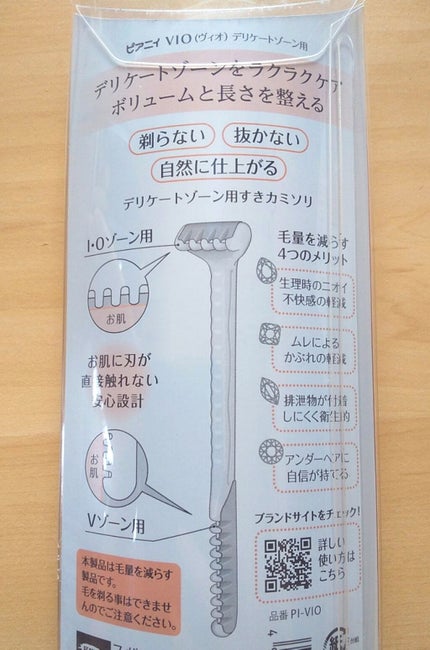 ピアニィ VIO(ヴィオ) デリケートゾーン用
デリケートゾーンをラクラクケア
ボリュームと長さを整える
剃らない 抜かない
自然に仕上がる
デリケートゾーン用すきカミソリ
I・Oゾーン用
お肌
お肌に刃が
直接触れない
安心設計
お肌
Vゾーン用
毛量を減らす
4つのメリット
生理時のニオイ
不快感の軽減
ムレによる
かぶれの軽減
排泄物が付着
しにくく衛生的
アンダーヘアに
自信が持てる
ブランドサイトをチェック!
詳しい
使い方は
こちら
品番 PI-VIO
本製品は毛量を減らす
製品です。
毛を剃る事はできませ
んのでご注意ください。